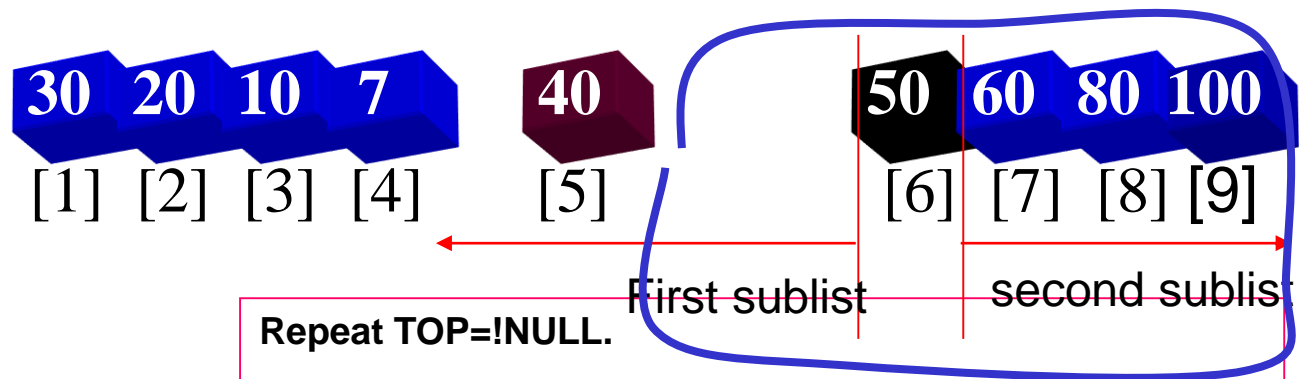 30 20 10 7 40 50 60 80 100
[1] [2] [3] [4] [5] [6] [7] [8] [9]
First sublist second sublist
Repeat TOP=!NULL.